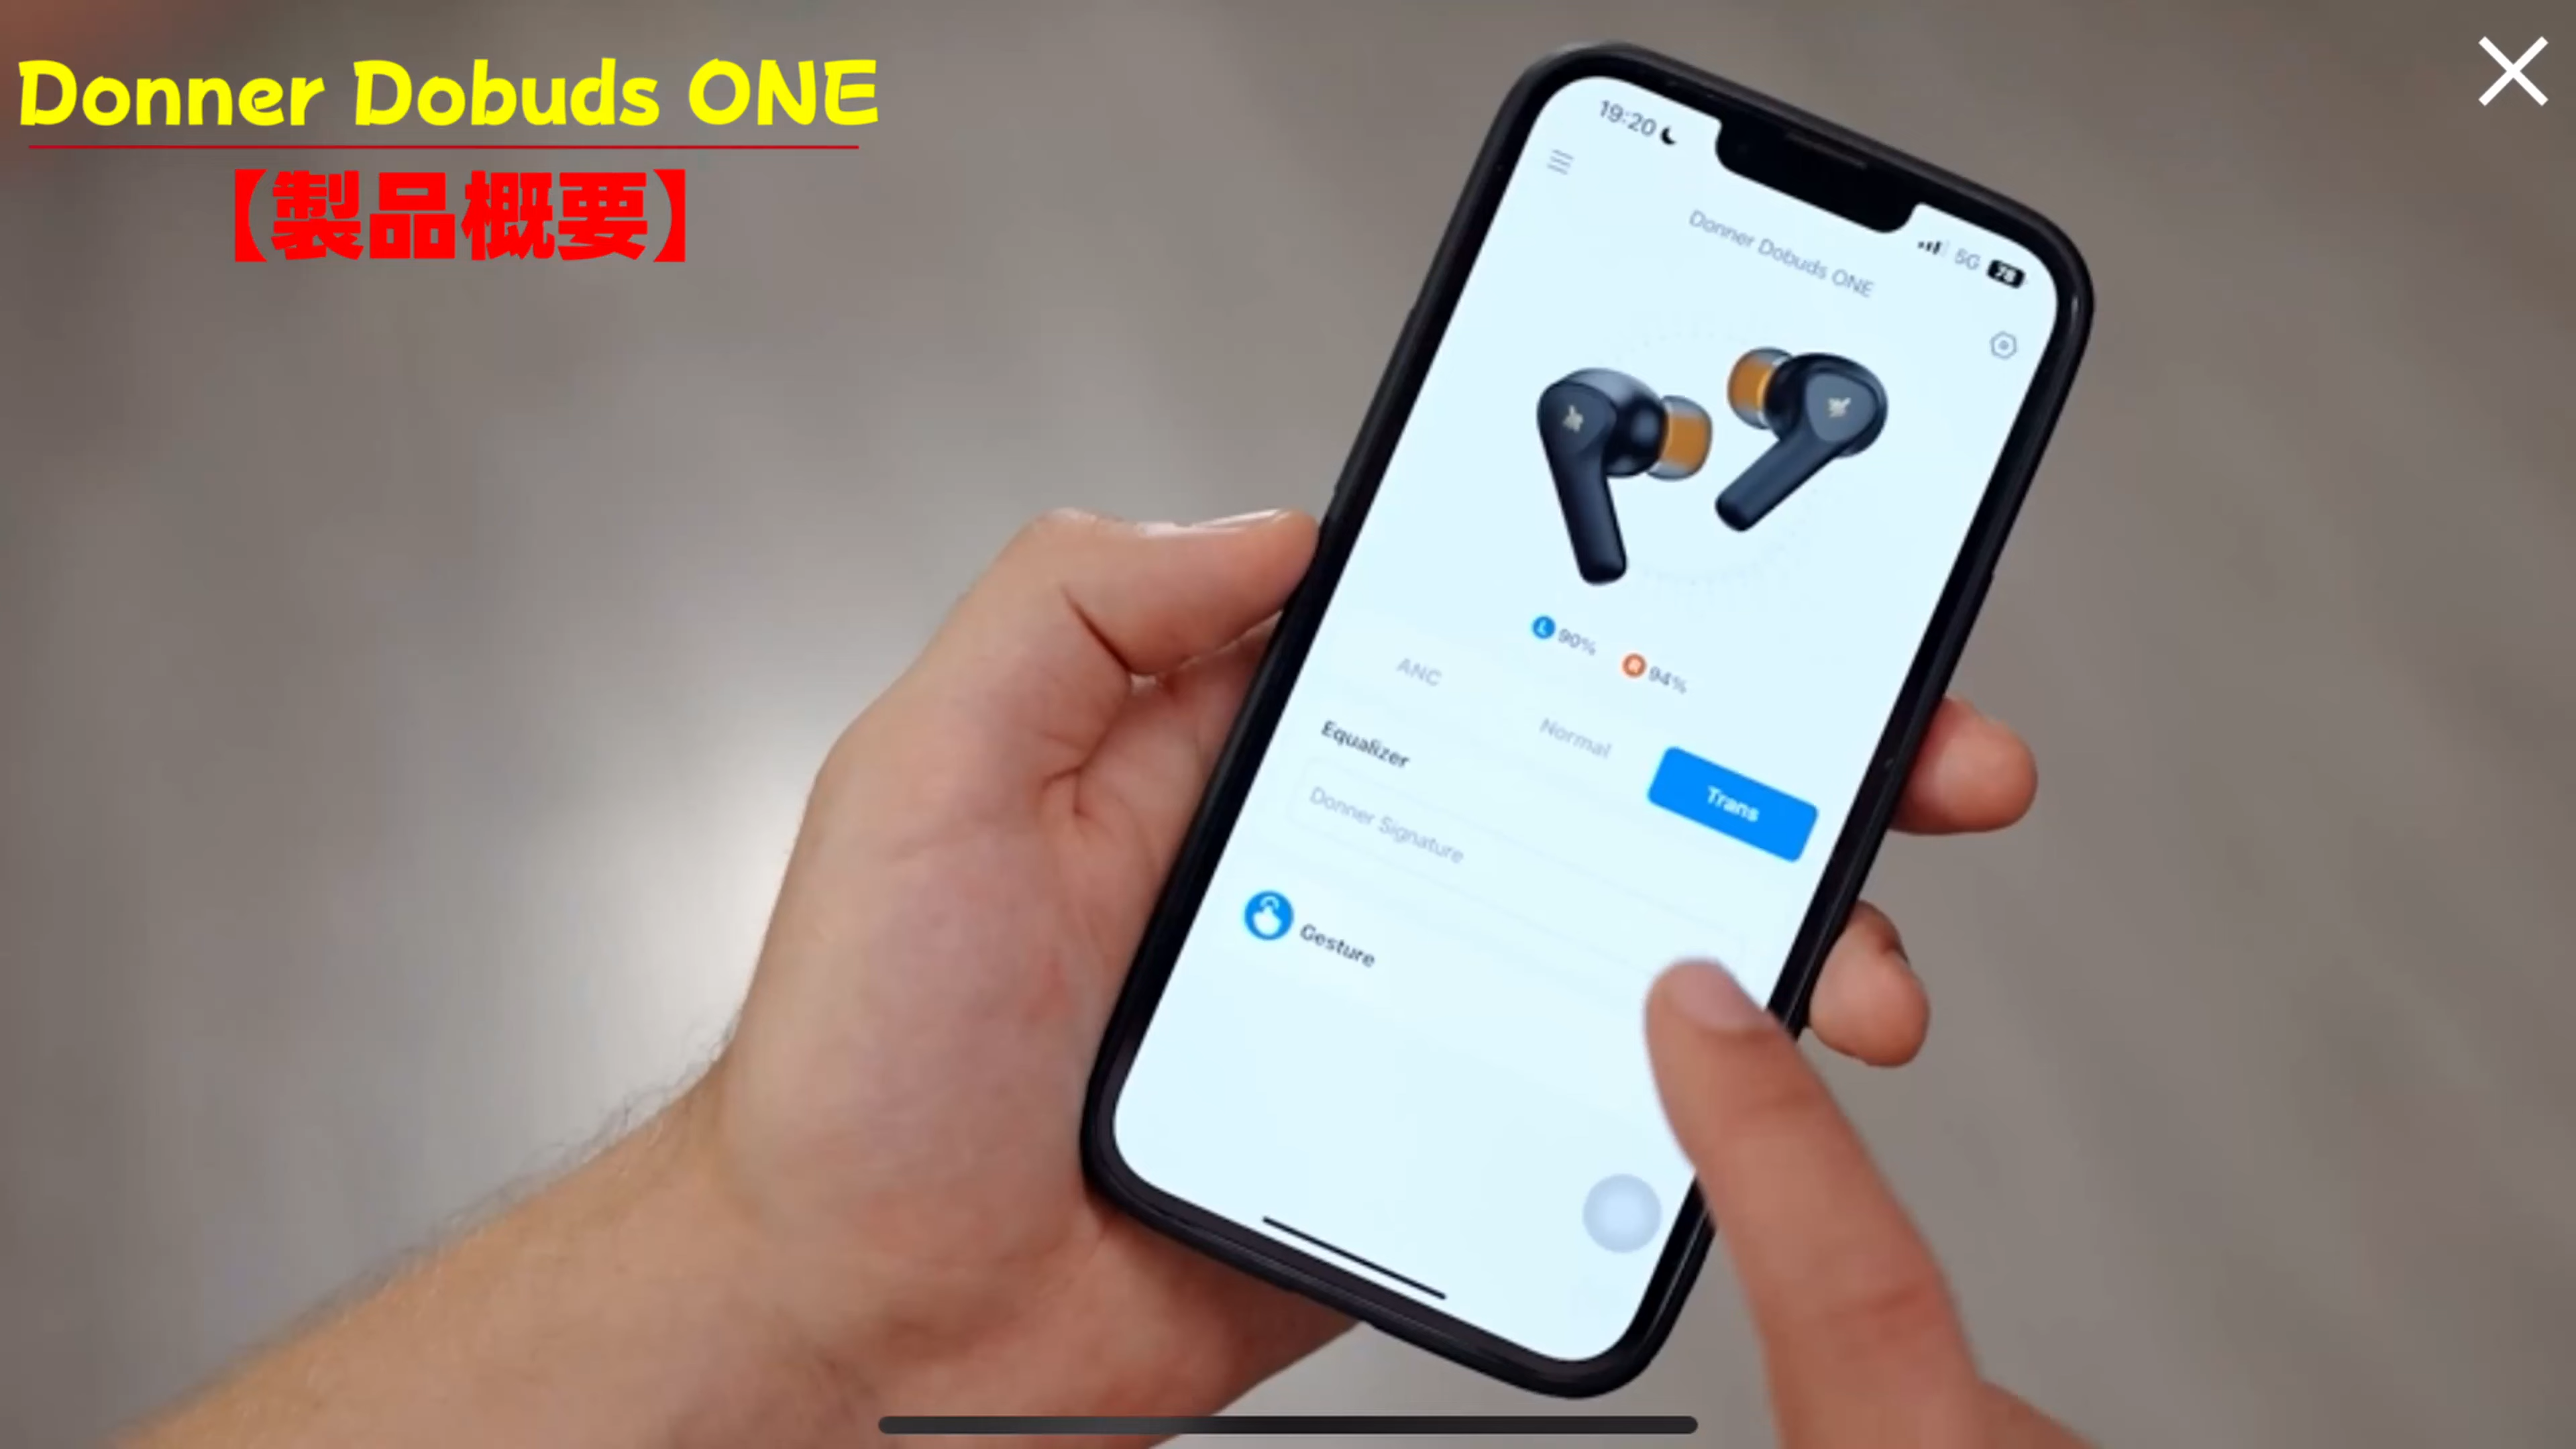 Donner Dobuds ONE
【製品概要】
19:20
5G 78
Donner Dobuds ONE
L 90% R 94%
ANC Normal Trans
Equalizer
Donner Signature
Gesture